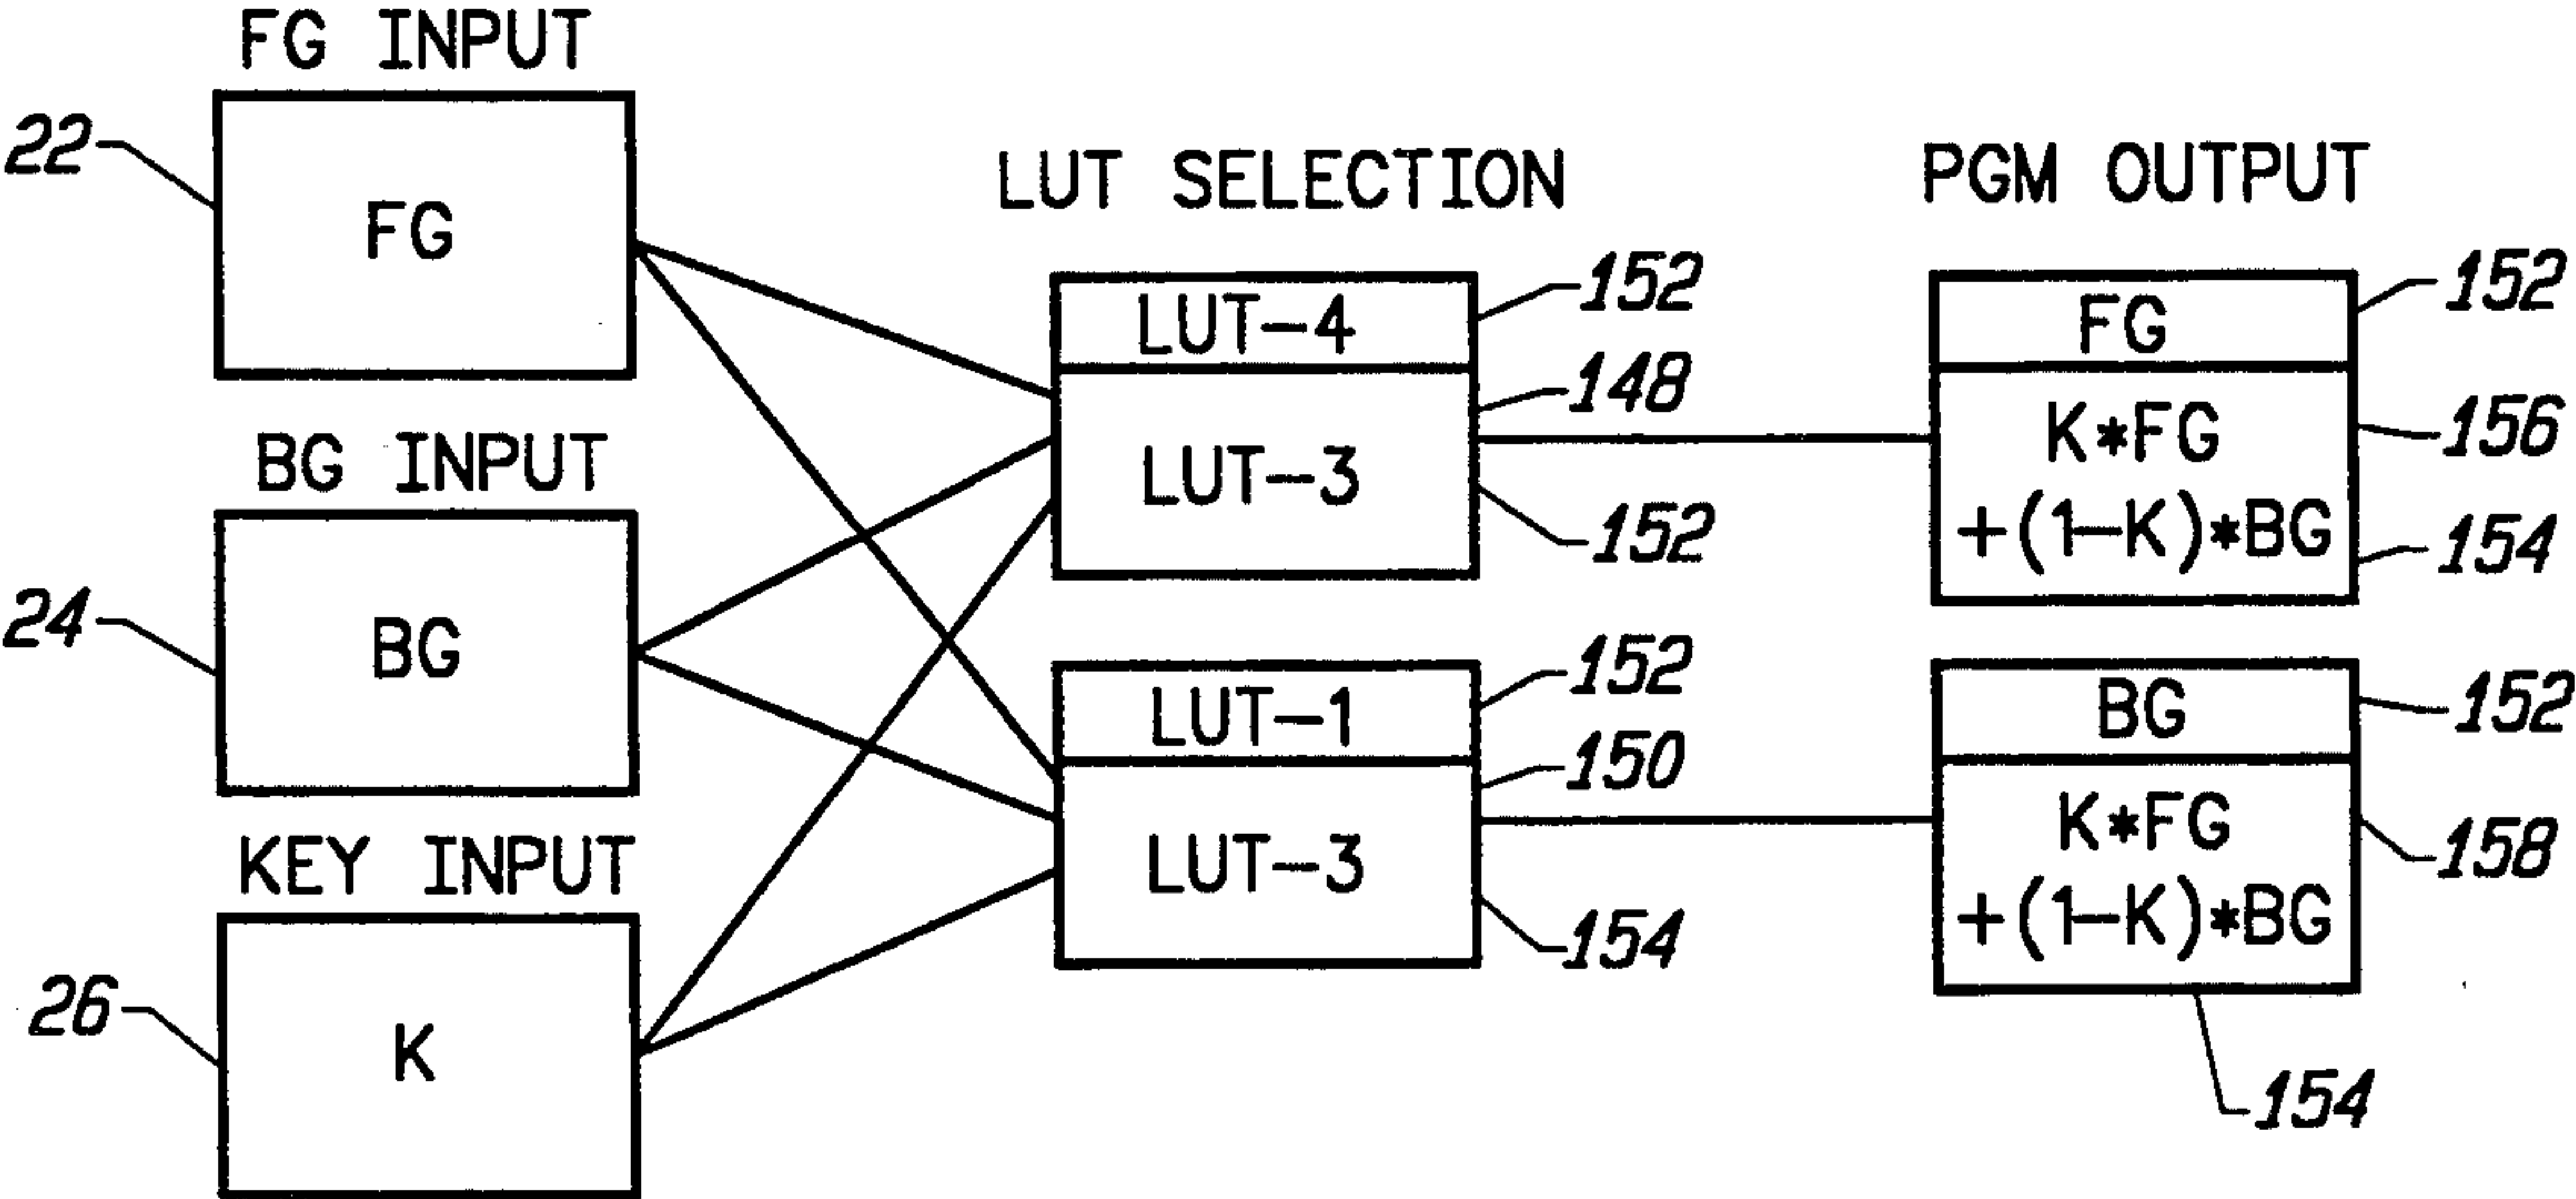 FG INPUT
22
FG
BG INPUT
24
BG
KEY INPUT
26
K
LUT SELECTION
LUT-4
152
148
LUT-3
152
LUT-1
152
150
LUT-3
154
PGM OUTPUT
FG
152
K*FG
156
+(1-K)*BG
154
BG
152
K*FG
158
+(1-K)*BG
154